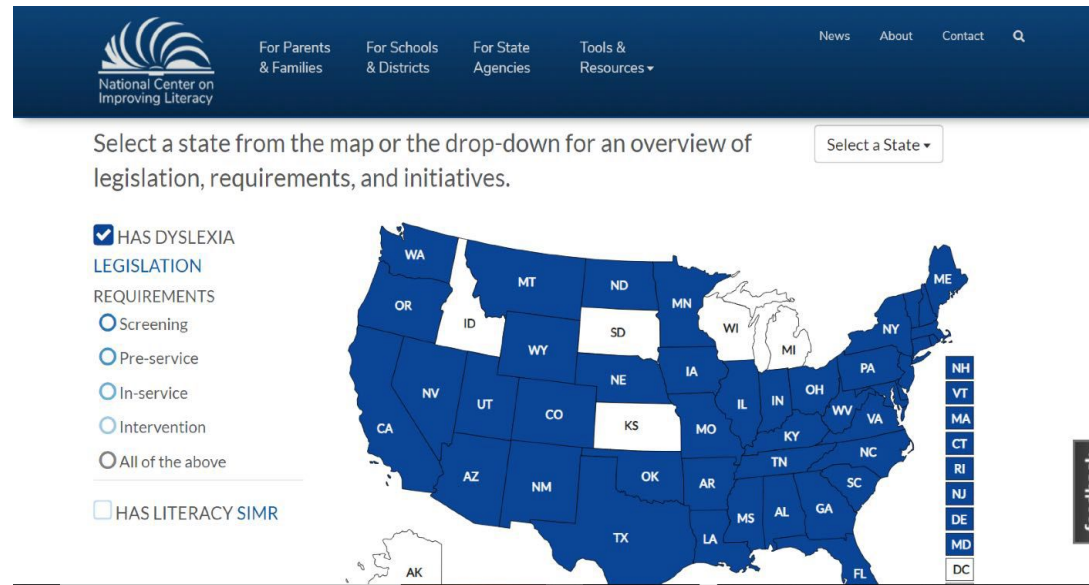 National Center on
Improving Literacy
For Parents
& Families
For Schools
& Districts
For State
Agencies
Tools &
Resources
News About Contact
Select a state from the map or the drop-down for an overview of
legislation, requirements, and initiatives.
Select a State
HAS DYSLEXIA
LEGISLATION
REQUIREMENTS
Screening
Pre-service
In-service
Intervention
All of the above
HAS LITERACY SIMR
WA
MT
ND
MN
ME
OR
ID
SD
WI
MI
NY
WY
NE
IA
PA
NV
UT
CO
KS
MO
IL
IN
OH
WV
VA
CA
KY
NC
AZ
NM
OK
AR
TN
SC
MS
AL
GA
TX
LA
FL
AK
NH
VT
MA
CT
RI
NJ
DE
MD
DC